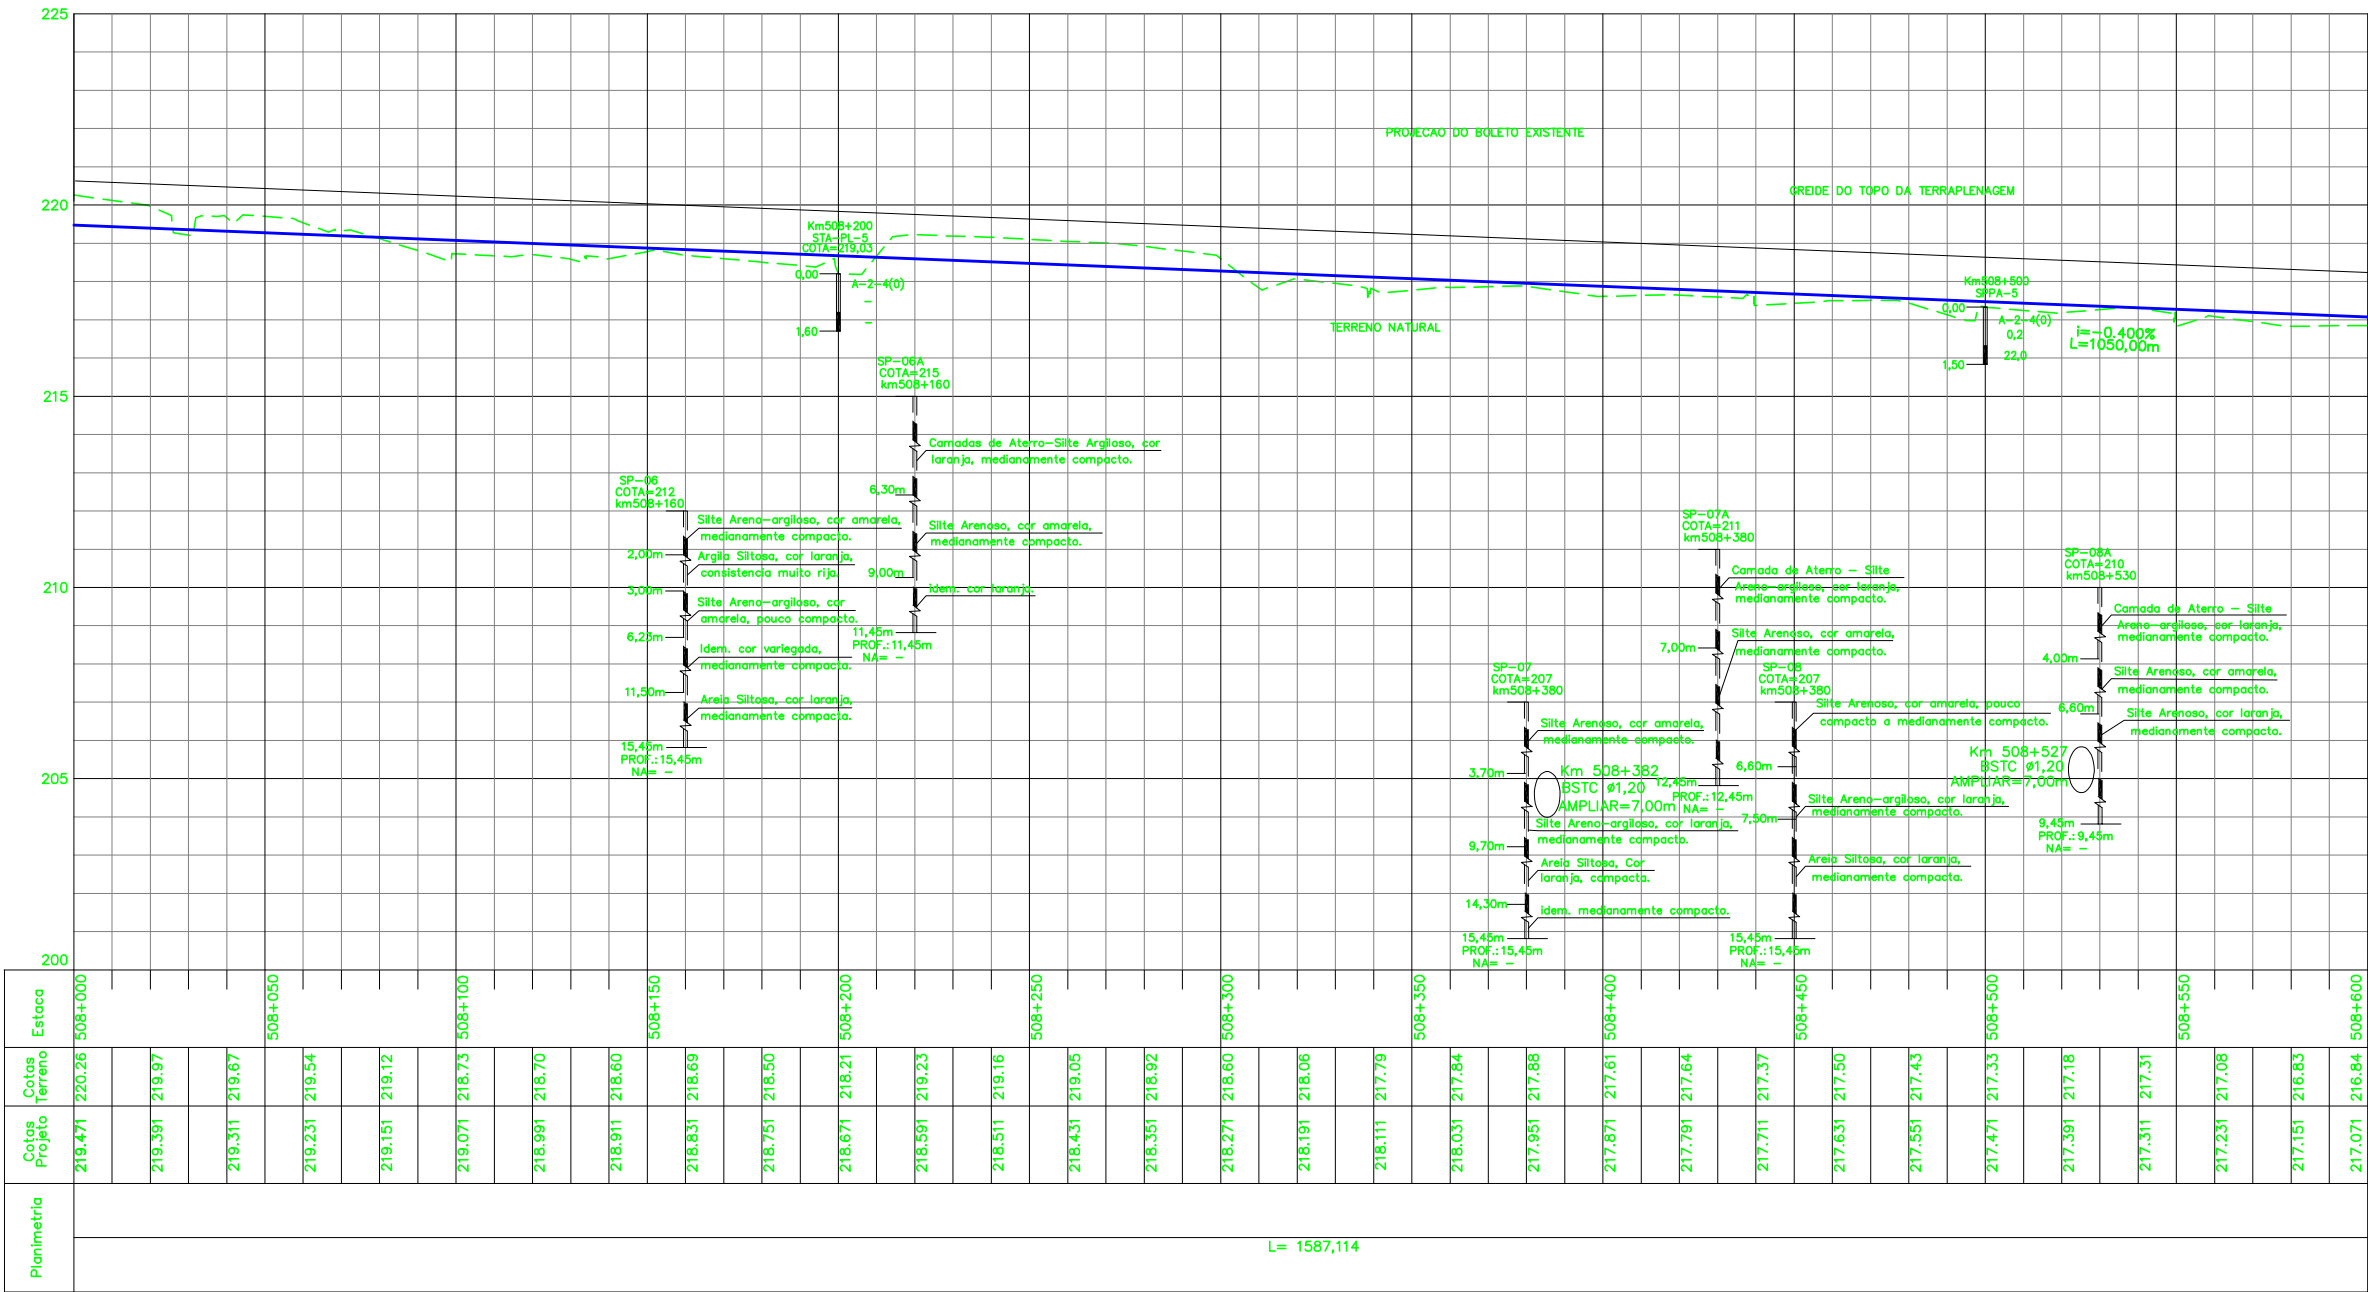 225
220
215
210
205
200
PROJECAO DO BOLETO EXISTENTE
GREIDE DO TOPO DA TERRAPLENAGEM
TERRENO NATURAL
Km508+200
STA-PL-5
COTA=219,03
0,00
A-2-4(0)
-
-
1,60
Km508+500
SPPA-5
0,00
A-2-4(0)
0,2
22,0
1,50
i=-0.400%
L=1050,00m
SP-06
COTA=212
km508+160
Silte Areno-argiloso, cor amarela,
medianamente compacto.
2,00m
Argila Siltosa, cor laranja,
consistencia muito rija.
3,00m
Silte Areno-argiloso, cor
amarela, pouco compacto.
6,23m
Idem. cor variegada,
medianamente compacta.
11,50m
Areia Siltosa, cor laranja,
medianamente compacta.
15,45m
PROF.:15,45m
NA= -
SP-06A
COTA=215
km508+160
Camadas de Aterro-Silte Argiloso, cor
laranja, medianamente compacto.
6,30m
Silte Arenoso, cor amarela,
medianamente compacto.
9,00m
Idem. cor laranja.
11,45m
PROF.:11,45m
NA= -
SP-07
COTA=207
km508+380
Silte Arenoso, cor amarela,
medianamente compacto.
3,70m
Km 508+382
BSTC ø1,20
AMPLIAR=7,00m
Silte Areno-argiloso, cor laranja,
medianamente compacto.
9,70m
Areia Siltosa, Cor
laranja, compacta.
14,30m
idem. medianamente compacto.
15,45m
PROF.:15,45m
NA= -
SP-07A
COTA=211
km508+380
Camada de Aterro - Silte
Areno-argiloso, cor laranja,
medianamente compacto.
Silte Arenoso, cor amarela,
medianamente compacto.
7,00m
12,45m
PROF.:12,45m
NA= -
SP-08
COTA=207
km508+380
Silte Arenoso, cor amarela, pouco
compacto a medianamente compacto.
6,60m
Silte Areno-argiloso, cor laranja,
medianamente compacto.
7,50m
Areia Siltosa, cor laranja,
medianamente compacta.
15,45m
PROF.:15,45m
NA= -
SP-08A
COTA=210
km508+530
Camada de Aterro - Silte
Areno-argiloso, cor laranja,
medianamente compacto.
4,00m
Silte Arenoso, cor amarela,
medianamente compacto.
6,60m
Silte Arenoso, cor laranja,
medianamente compacto.
Km 508+527
BSTC ø1,20
AMPLIAR=7,00m
9,45m
PROF.:9,45m
NA= -
Estaca
508+000 508+050 508+100 508+150 508+200 508+250 508+300 508+350 508+400 508+450 508+500 508+550 508+600
Cotas
Terreno
220.26 219.97 219.67 219.54 219.12 218.73 218.70 218.60 218.69 218.50 218.21 219.23 219.16 219.05 218.92 218.60 218.06 217.79 217.84 217.88 217.61 217.64 217.37 217.50 217.43 217.33 217.18 217.31 217.08 216.83 216.84
Cotas
Projeto
219.471 219.391 219.311 219.231 219.151 219.071 218.991 218.911 218.831 218.751 218.671 218.591 218.511 218.431 218.351 218.271 218.191 218.111 218.031 217.951 217.871 217.791 217.711 217.631 217.551 217.471 217.391 217.311 217.231 217.151 217.071
Planimetria
L= 1587,114